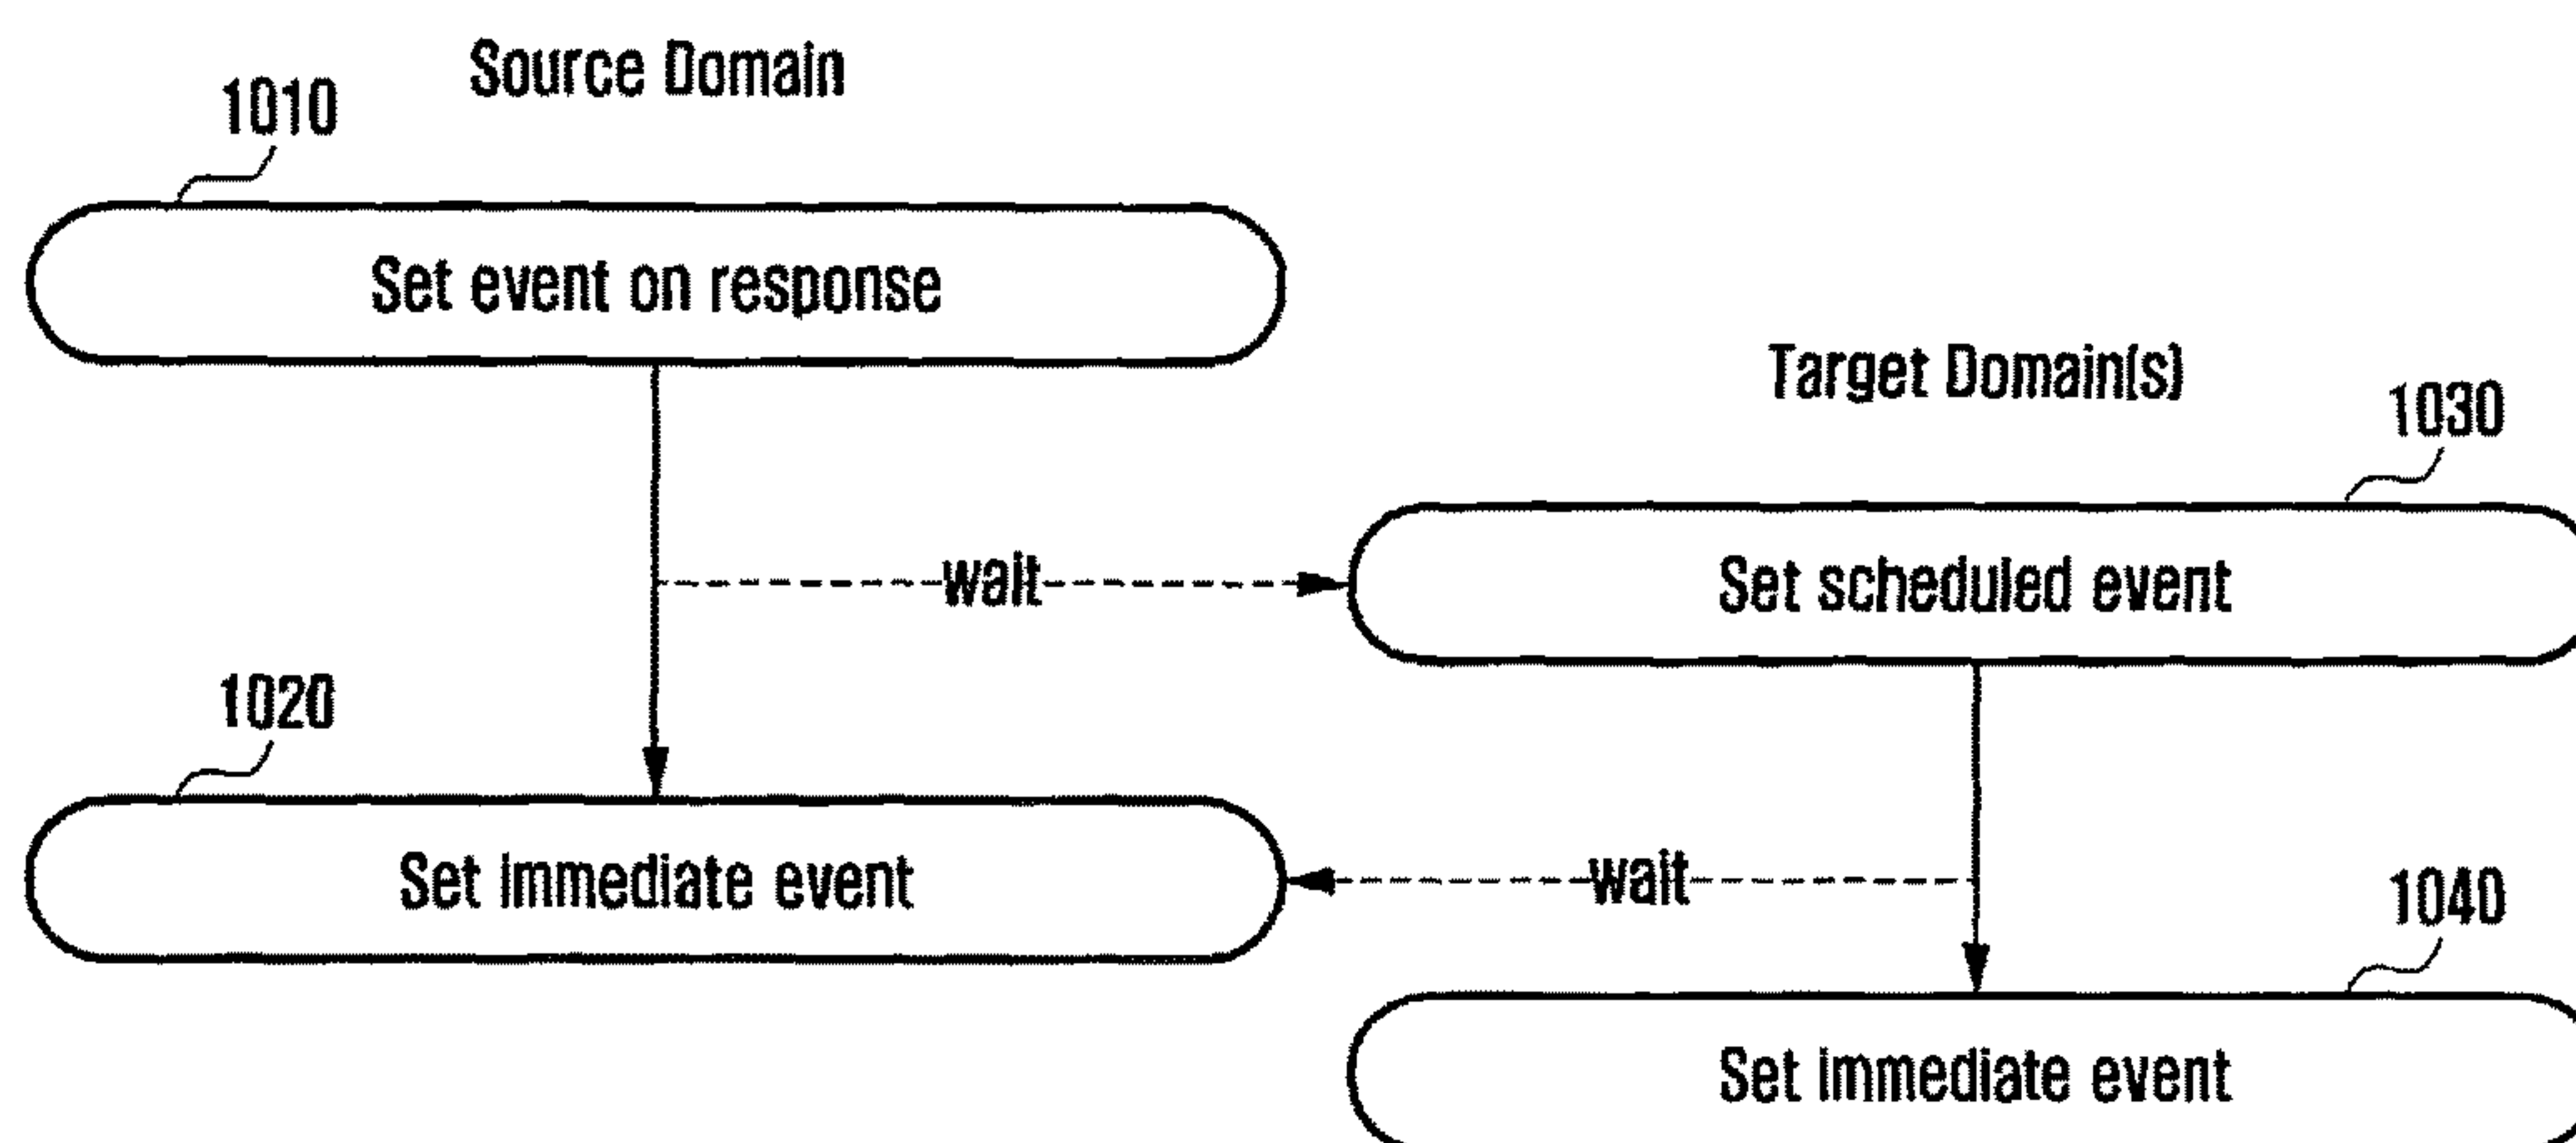 Source Domain
1010
Set event on response
Target Domain(s)
1030
wait
Set scheduled event
1020
Set immediate event
wait
1040
Set immediate event